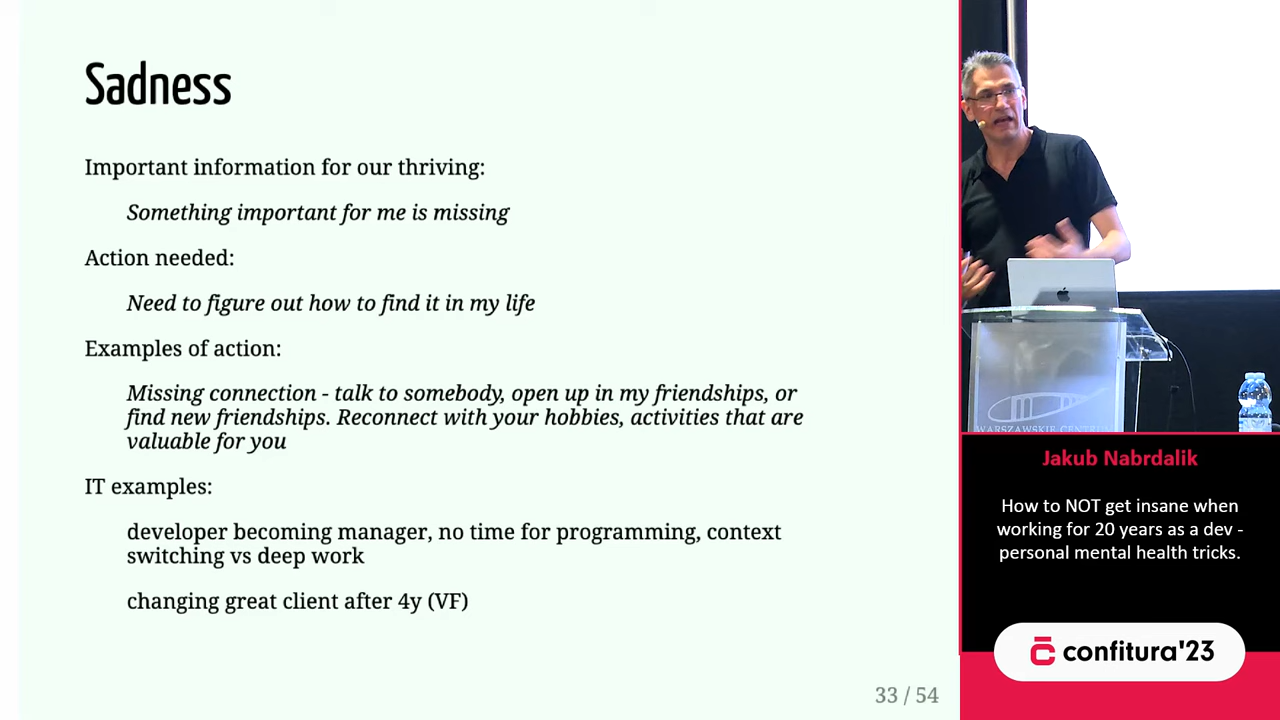 Sadness
Important information for our thriving:
Something important for me is missing
Action needed:
Need to figure out how to find it in my life
Examples of action:
Missing connection - talk to somebody, open up in my friendships, or
find new friendships. Reconnect with your hobbies, activities that are
valuable for you
IT examples:
developer becoming manager, no time for programming, context
switching vs deep work
changing great client after 4y (VF)
33 / 54
WARSZAWSKIE CENTRUM
Jakub Nabrdalik
How to NOT get insane when
working for 20 years as a dev -
personal mental health tricks.
confitura'23